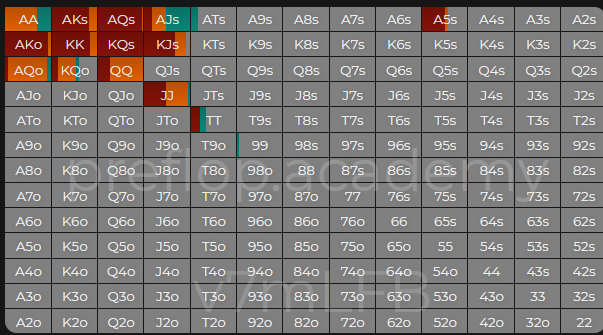 AA AKs AQs AJs ATs A9s A8s A7s A6s A5s A4s A3s A2s
AKo KK KQs KJs KTs K9s K8s K7s K6s K5s K4s K3s K2s
AQo KQo QQ QJs QTs Q9s Q8s Q7s Q6s Q5s Q4s Q3s Q2s
AJo KJo QJo JJ JTs J9s J8s J7s J6s J5s J4s J3s J2s
ATo KTo QTo JTo TT T9s T8s T7s T6s T5s T4s T3s T2s
A9o K9o Q9o J9o T9o 99 98s 97s 96s 95s 94s 93s 92s
A8o K8o Q8o J8o T8o 98o 88 87s 86s 85s 84s 83s 82s
preflop.academy
A7o K7o Q7o J7o T7o 97o 87o 77 76s 75s 74s 73s 72s
A6o K6o Q6o J6o T6o 96o 86o 76o 66 65s 64s 63s 62s
A5o K5o Q5o J5o T5o 95o 85o 75o 65o 55 54s 53s 52s
A4o K4o Q4o J4o T4o 94o 84o 74o 64o 54o 44 43s 42s
v7mLFB
A3o K3o Q3o J3o T3o 93o 83o 73o 63o 53o 43o 33 32s
A2o K2o Q2o J2o T2o 92o 82o 72o 62o 52o 42o 32o 22